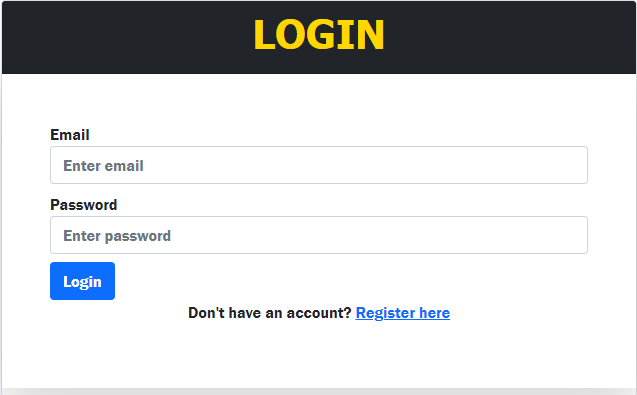 LOGIN
Email
Enter email
Password
Enter password
Login
Don't have an account? Register here